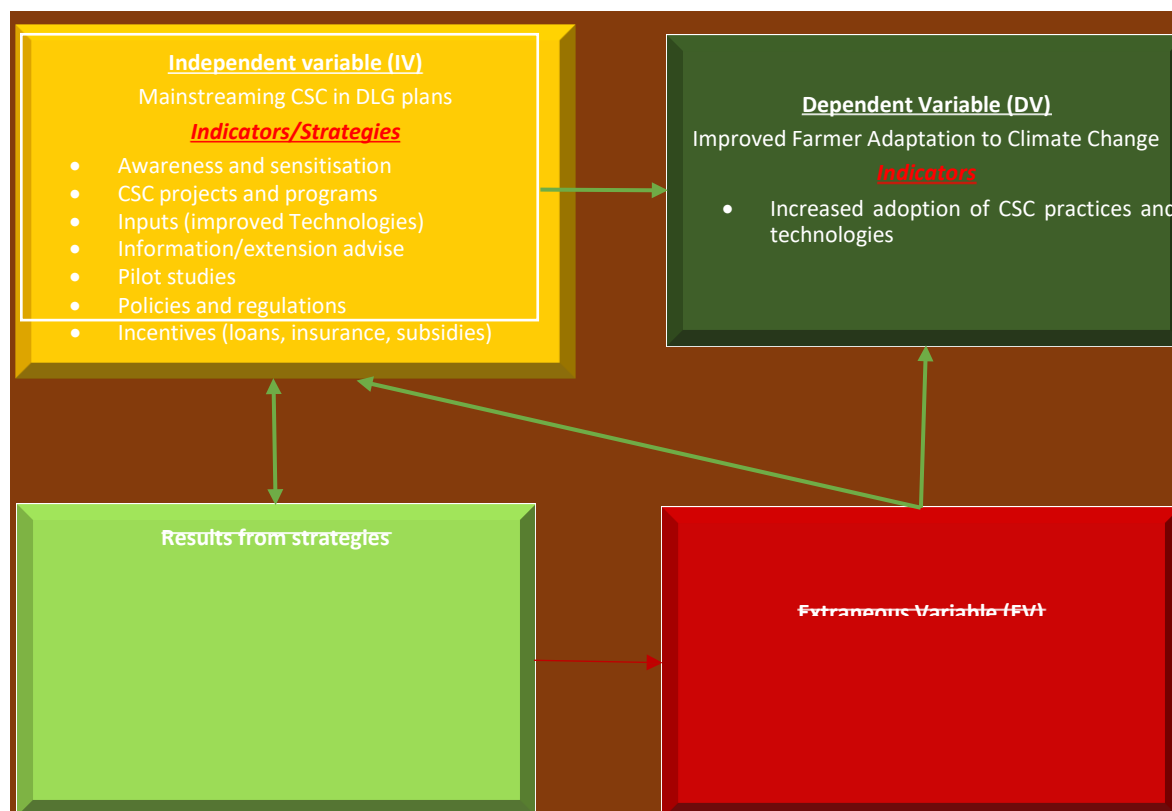 Independent variable (IV)
Mainstreaming CSC in DLG plans
Indicators/Strategies
• Awareness and sensitisation
• CSC projects and programs
• Inputs (improved Technologies)
• Information/extension advise
• Pilot studies
• Policies and regulations
• Incentives (loans, insurance, subsidies)
Dependent Variable (DV)
Improved Farmer Adaptation to Climate Change
Indicators
• Increased adoption of CSC practices and
technologies
Results from strategies
Extraneous Variable (EV)